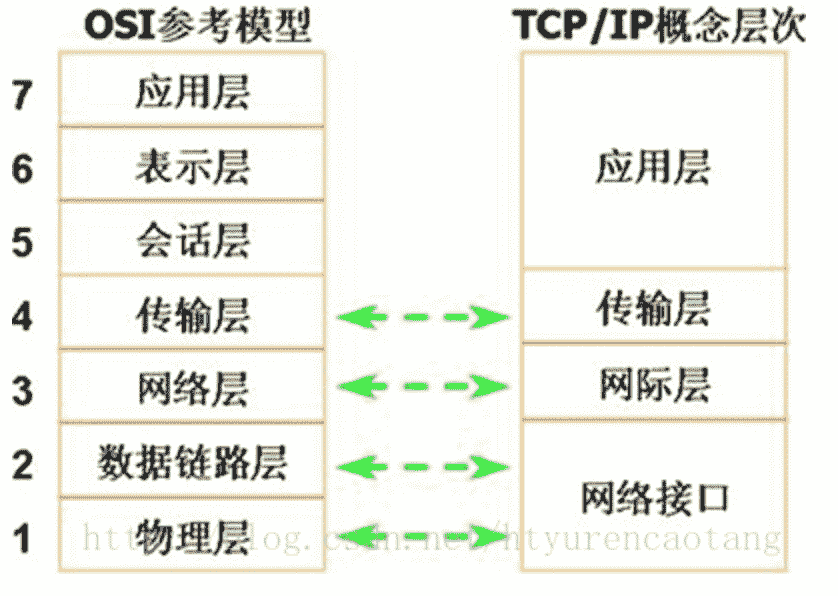 OSI参考模型
TCP/IP概念层次
7
应用层
6
表示层
5
会话层
4
传输层
3
网络层
2
数据链路层
1
物理层
应用层
传输层
网际层
网络接口
http://blog.csdn.net/htyurencaotang